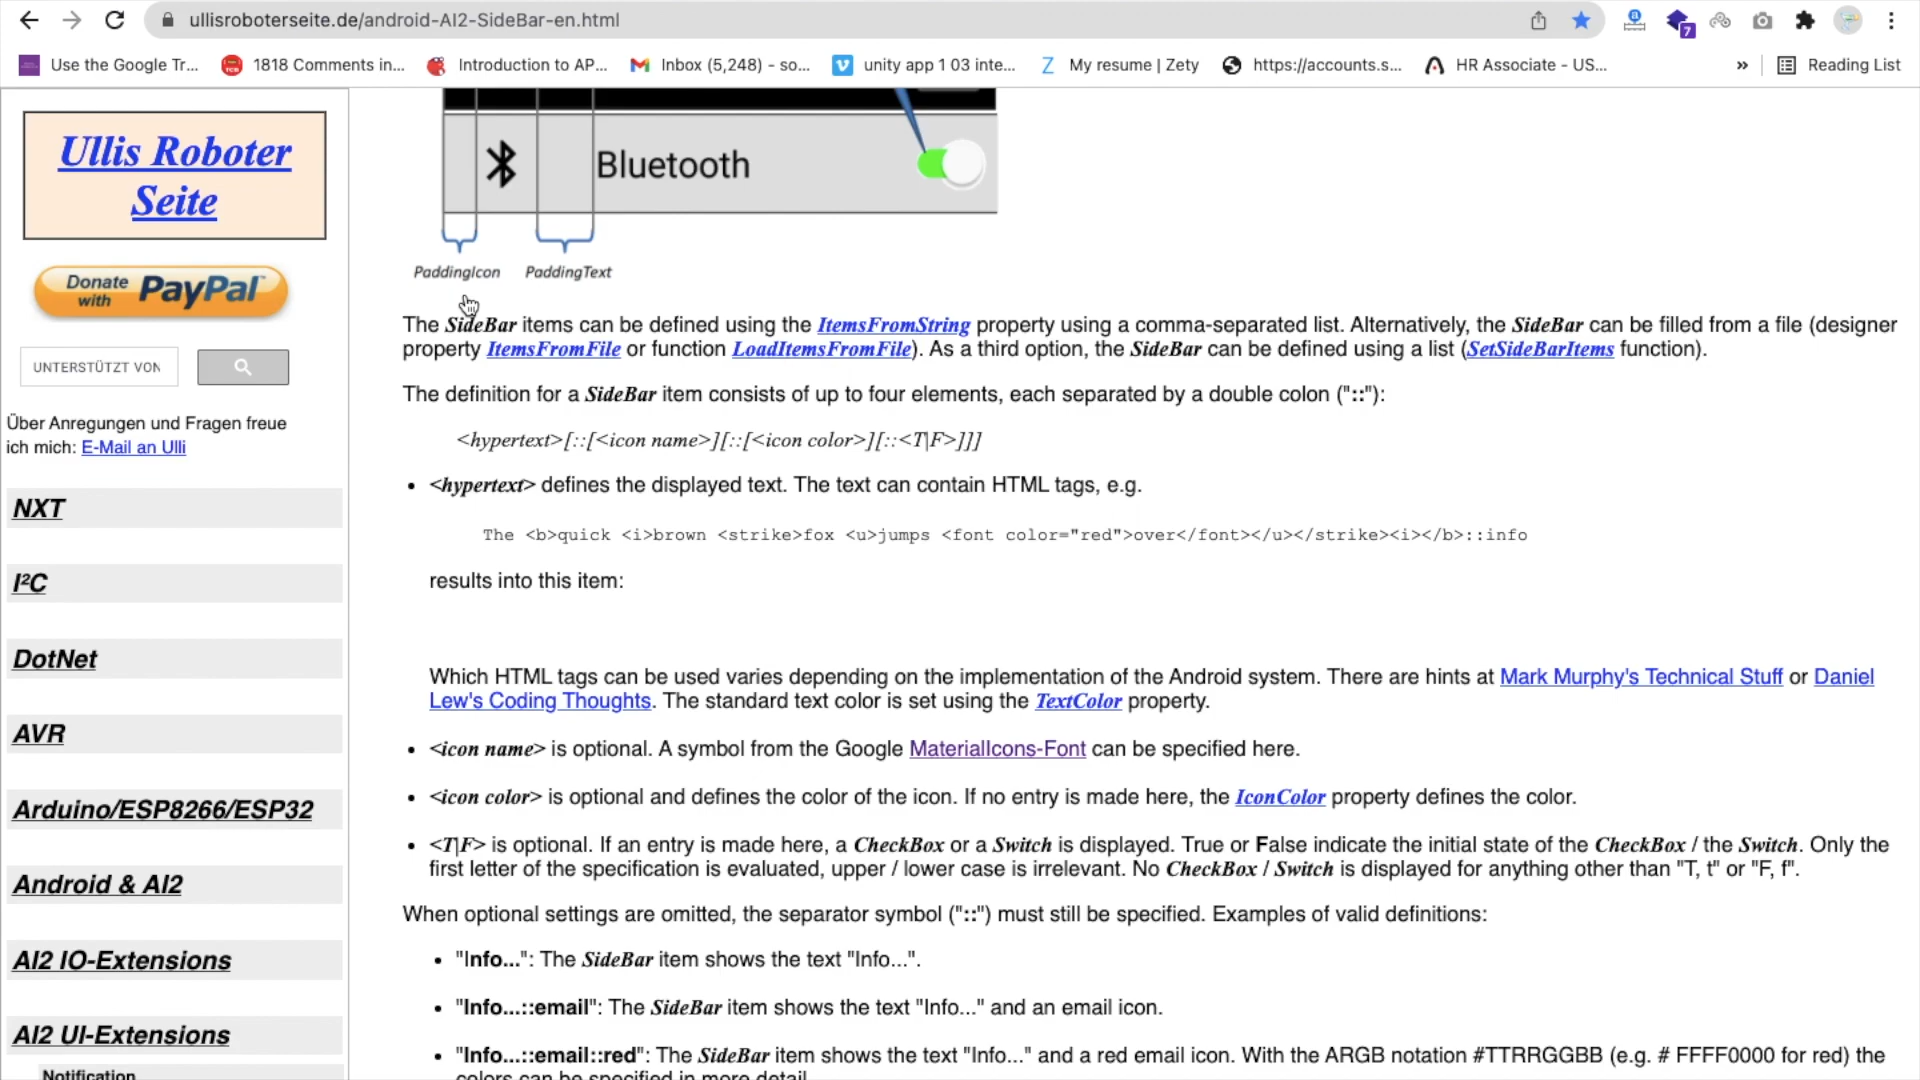 ullisroboterseite.de/android-AI2-SideBar-en.html
7
Use the Google Tr...
1818 Comments in...
Introduction to AP...
Inbox (5,248) - so...
unity app 1 03 inte...
My resume | Zety
https://accounts.s...
HR Associate - US...
»
Reading List
Ullis Roboter
Seite
Donate
with PayPal
UNTERSTÜTZT VON
Über Anregungen und Fragen freue
ich mich: E-Mail an Ulli
NXT
I²C
DotNet
AVR
Arduino/ESP8266/ESP32
Android & AI2
AI2 IO-Extensions
AI2 UI-Extensions
Notification
Bluetooth
PaddingIcon PaddingText
The SideBar items can be defined using the ItemsFromString property using a comma-separated list. Alternatively, the SideBar can be filled from a file (designer
property ItemsFromFile or function LoadItemsFromFile). As a third option, the SideBar can be defined using a list (SetSideBarItems function).
The definition for a SideBar item consists of up to four elements, each separated by a double colon ("::"):
<hypertext>[::[<icon name>][::[<icon color>][::<T|F>]]]
• <hypertext> defines the displayed text. The text can contain HTML tags, e.g.
The <b>quick <i>brown <strike>fox <u>jumps <font color="red">over</font></u></strike><i></b>::info
results into this item:
Which HTML tags can be used varies depending on the implementation of the Android system. There are hints at Mark Murphy's Technical Stuff or Daniel
Lew's Coding Thoughts. The standard text color is set using the TextColor property.
• <icon name> is optional. A symbol from the Google MaterialIcons-Font can be specified here.
• <icon color> is optional and defines the color of the icon. If no entry is made here, the IconColor property defines the color.
• <T|F> is optional. If an entry is made here, a CheckBox or a Switch is displayed. True or False indicate the initial state of the CheckBox / the Switch. Only the
first letter of the specification is evaluated, upper / lower case is irrelevant. No CheckBox / Switch is displayed for anything other than "T, t" or "F, f".
When optional settings are omitted, the separator symbol ("::") must still be specified. Examples of valid definitions:
• "Info...": The SideBar item shows the text "Info...".
• "Info...::email": The SideBar item shows the text "Info..." and an email icon.
• "Info...::email::red": The SideBar item shows the text "Info..." and a red email icon. With the ARGB notation #TTRRGGBB (e.g. # FFFF0000 for red) the
colors can be specified in more detail.